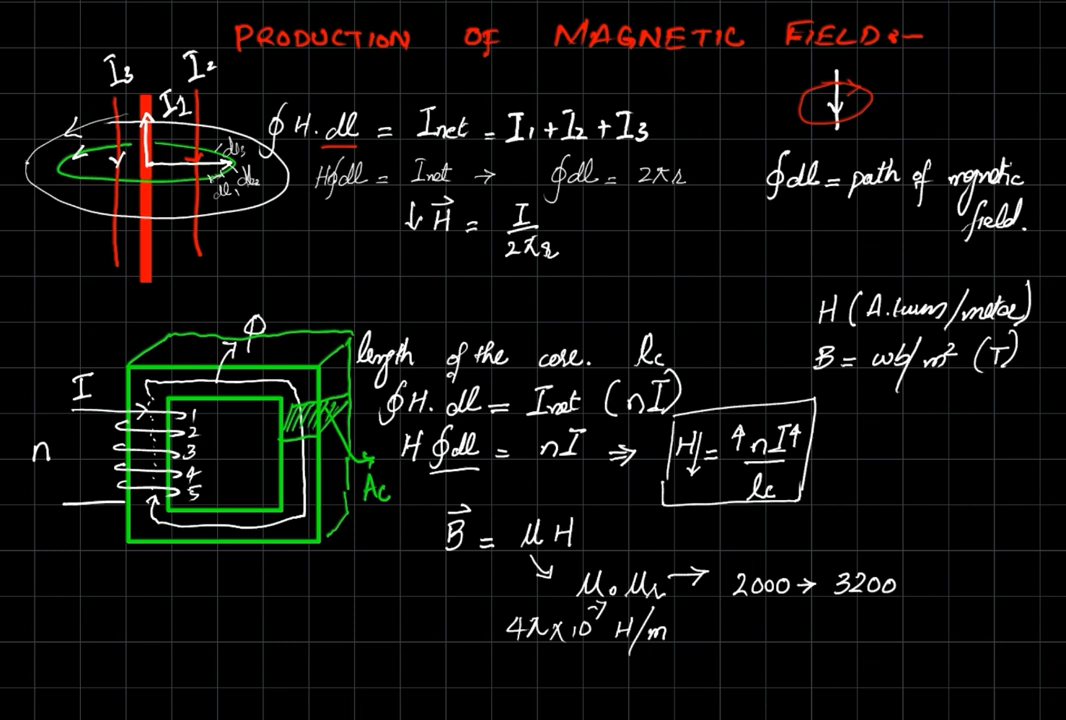 PRODUCTION OF MAGNETIC FIELD:-
I3 I2
I1
∮ H. dl = Inet = I1 + I2 + I3
H∮dl = Inet → ∮dl = 2πr
↓ H⃗ = I / 2πr
∮dl = path of magnetic
field.
H (A.turns/meter)
B = wb/m² (T)
Φ
length of the core. lc
I
∮H. dl = Inet (nI)
n
1
2
3
4
5
H ∮dl = nI ⇒ H↓ = ↑nI↑ / lc
Ac
B⃗ = μ H
μ0 μr → 2000 → 3200
4π × 10⁻⁷ H/m